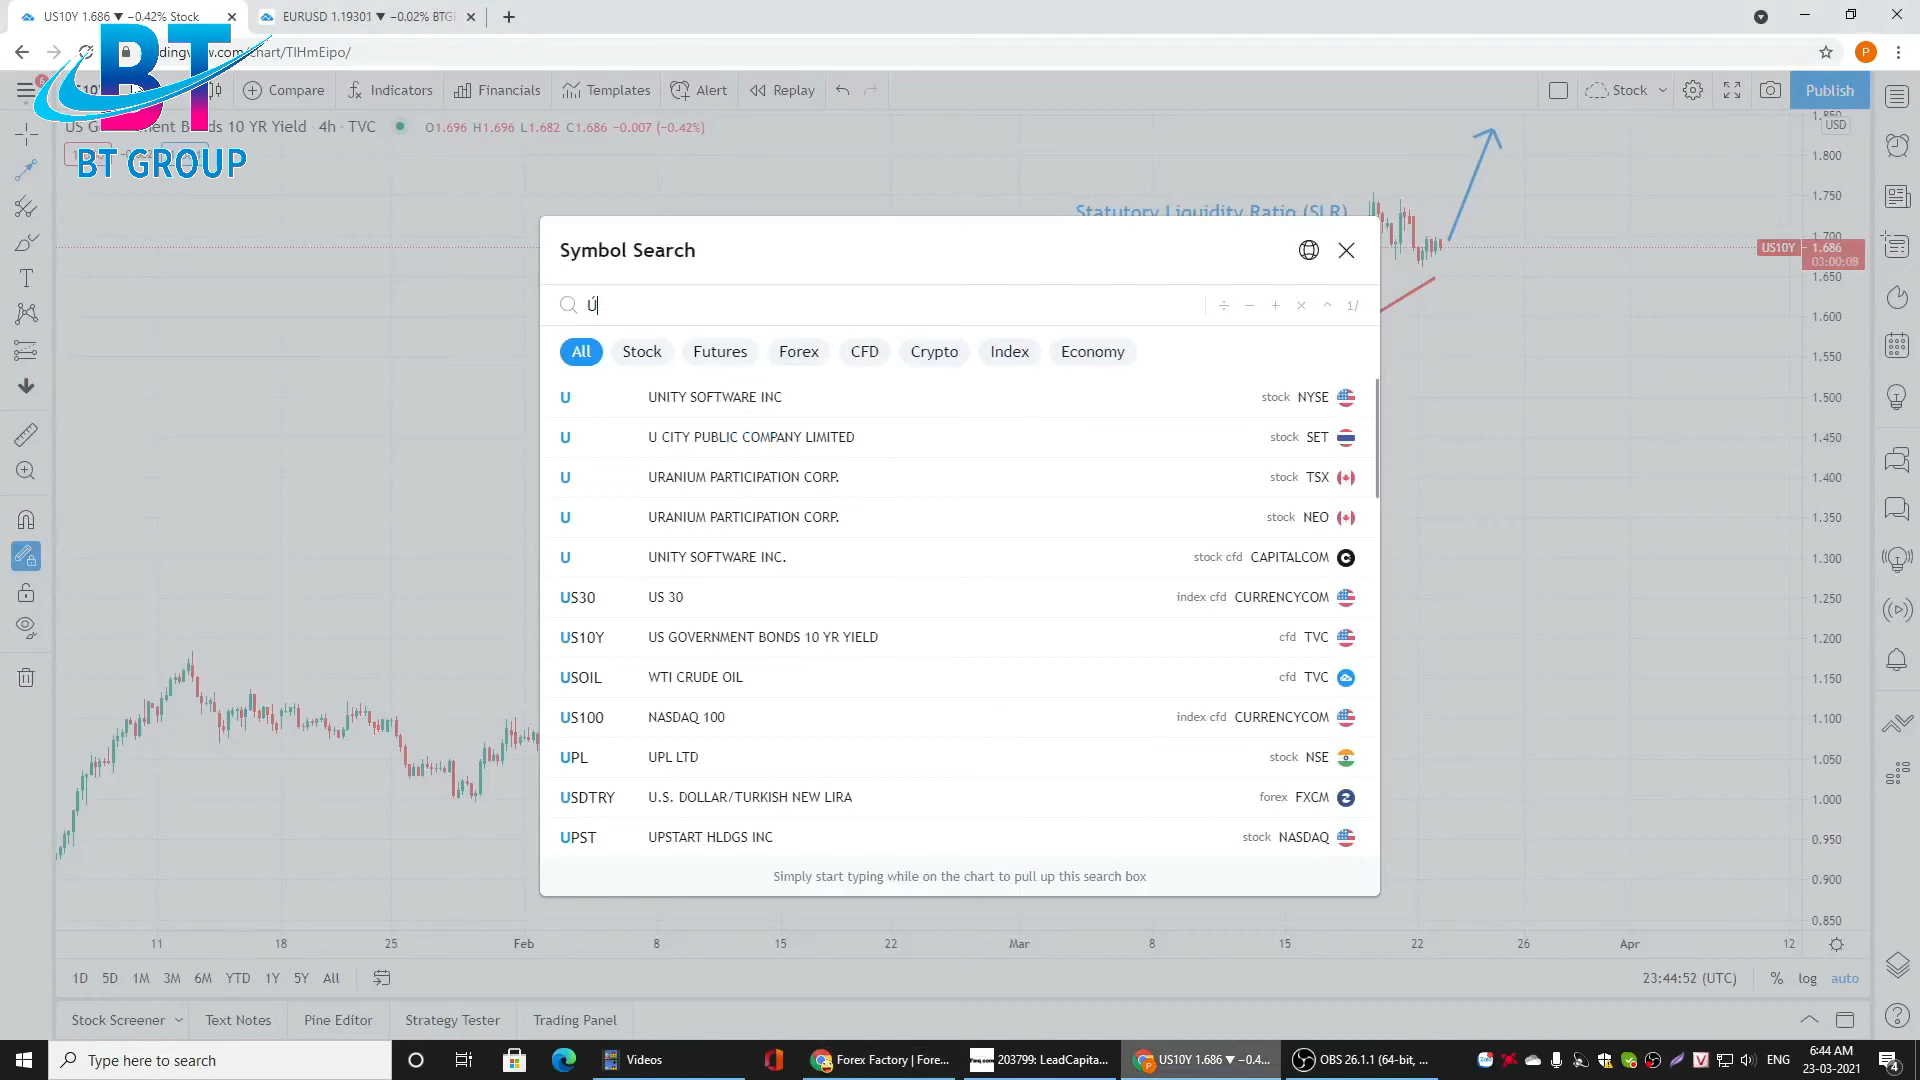 US10Y 1.686 ▼ −0.42% Stock
EURUSD 1.19301 ▼ −0.02% BTG
dingview.com/chart/TIHmEipo/
P
BT
BT GROUP
Compare
Indicators
Financials
Templates
Alert
Replay
Stock
Publish
US Go
ent Bonds 10 YR Yield · 4h · TVC
O1.696 H1.696 L1.682 C1.686 −0.007 (−0.42%)
USD
Statutory Liquidity Ratio (SLR)
Symbol Search
Ú
÷ − + × ^ 1/
All
Stock
Futures
Forex
CFD
Crypto
Index
Economy
U UNITY SOFTWARE INC stock NYSE
U U CITY PUBLIC COMPANY LIMITED stock SET
U URANIUM PARTICIPATION CORP. stock TSX
U URANIUM PARTICIPATION CORP. stock NEO
U UNITY SOFTWARE INC. stock cfd CAPITALCOM
US30 US 30 index cfd CURRENCYCOM
US10Y US GOVERNMENT BONDS 10 YR YIELD cfd TVC
USOIL WTI CRUDE OIL cfd TVC
US100 NASDAQ 100 index cfd CURRENCYCOM
UPL UPL LTD stock NSE
USDTRY U.S. DOLLAR/TURKISH NEW LIRA forex FXCM
UPST UPSTART HLDGS INC stock NASDAQ
Simply start typing while on the chart to pull up this search box
1.850
1.800
1.750
1.700
US10Y 1.686
03:00:09
1.650
1.600
1.550
1.500
1.450
1.400
1.350
1.300
1.250
1.200
1.150
1.100
1.050
1.000
0.950
0.900
0.850
11 18 25 Feb 8 15 22 Mar 8 15 22 26 Apr 12
1D 5D 1M 3M 6M YTD 1Y 5Y All
23:44:52 (UTC) % log auto
Stock Screener Text Notes Pine Editor Strategy Tester Trading Panel
Type here to search
Videos
Forex Factory | Fore...
203799: LeadCapita...
US10Y 1.686 ▼ −0.4...
OBS 26.1.1 (64-bit, ...
ENG
6:44 AM
23-03-2021
4